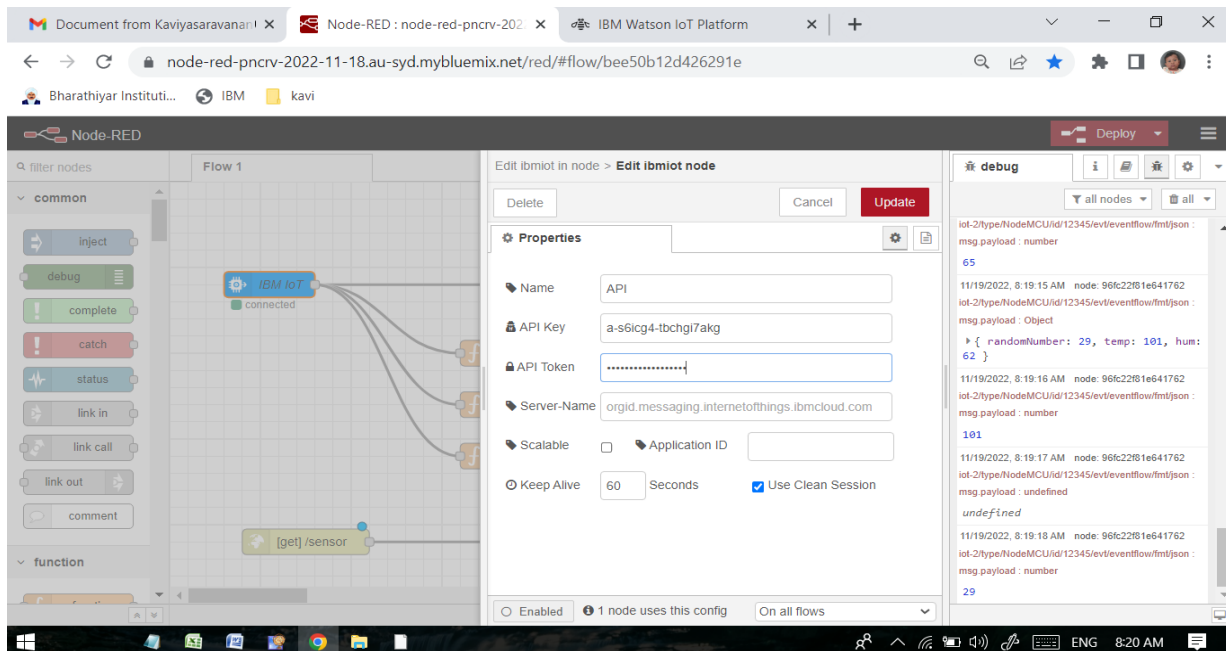 Document from Kaviyasaravanan
Node-RED : node-red-pncrv-202
IBM Watson IoT Platform
node-red-pncrv-2022-11-18.au-syd.mybluemix.net/red/#flow/bee50b12d426291e
Bharathiyar Instituti...
IBM
kavi
Node-RED
Deploy
filter nodes
common
inject
debug
complete
catch
status
link in
link call
link out
comment
function
Flow 1
IBM IoT
connected
[get] /sensor
Edit ibmiot in node > Edit ibmiot node
Delete
Cancel
Update
Properties
Name
API
API Key
a-s6icg4-tbchgi7akg
API Token
••••••••••••••••••
Server-Name
orgid.messaging.internetofthings.ibmcloud.com
Scalable
Application ID
Keep Alive
60
Seconds
Use Clean Session
Enabled
1 node uses this config
On all flows
debug
i
all nodes
all
iot-2/type/NodeMCU/id/12345/evt/eventflow/fmt/json :
msg.payload : number
65
11/19/2022, 8:19:15 AM node: 96fc22f81e641762
iot-2/type/NodeMCU/id/12345/evt/eventflow/fmt/json :
msg.payload : Object
{ randomNumber: 29, temp: 101, hum:
62 }
11/19/2022, 8:19:16 AM node: 96fc22f81e641762
iot-2/type/NodeMCU/id/12345/evt/eventflow/fmt/json :
msg.payload : number
101
11/19/2022, 8:19:17 AM node: 96fc22f81e641762
iot-2/type/NodeMCU/id/12345/evt/eventflow/fmt/json :
msg.payload : undefined
undefined
11/19/2022, 8:19:18 AM node: 96fc22f81e641762
iot-2/type/NodeMCU/id/12345/evt/eventflow/fmt/json :
msg.payload : number
29
ENG
8:20 AM